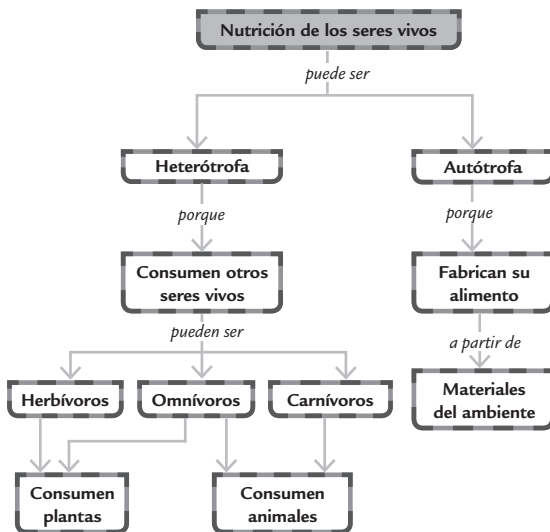 Nutrición de los seres vivos
puede ser
Heterótrofa
Autótrofa
porque
porque
Consumen otros
seres vivos
Fabrican su
alimento
pueden ser
a partir de
Herbívoros
Omnívoros
Carnívoros
Materiales
del ambiente
Consumen
plantas
Consumen
animales